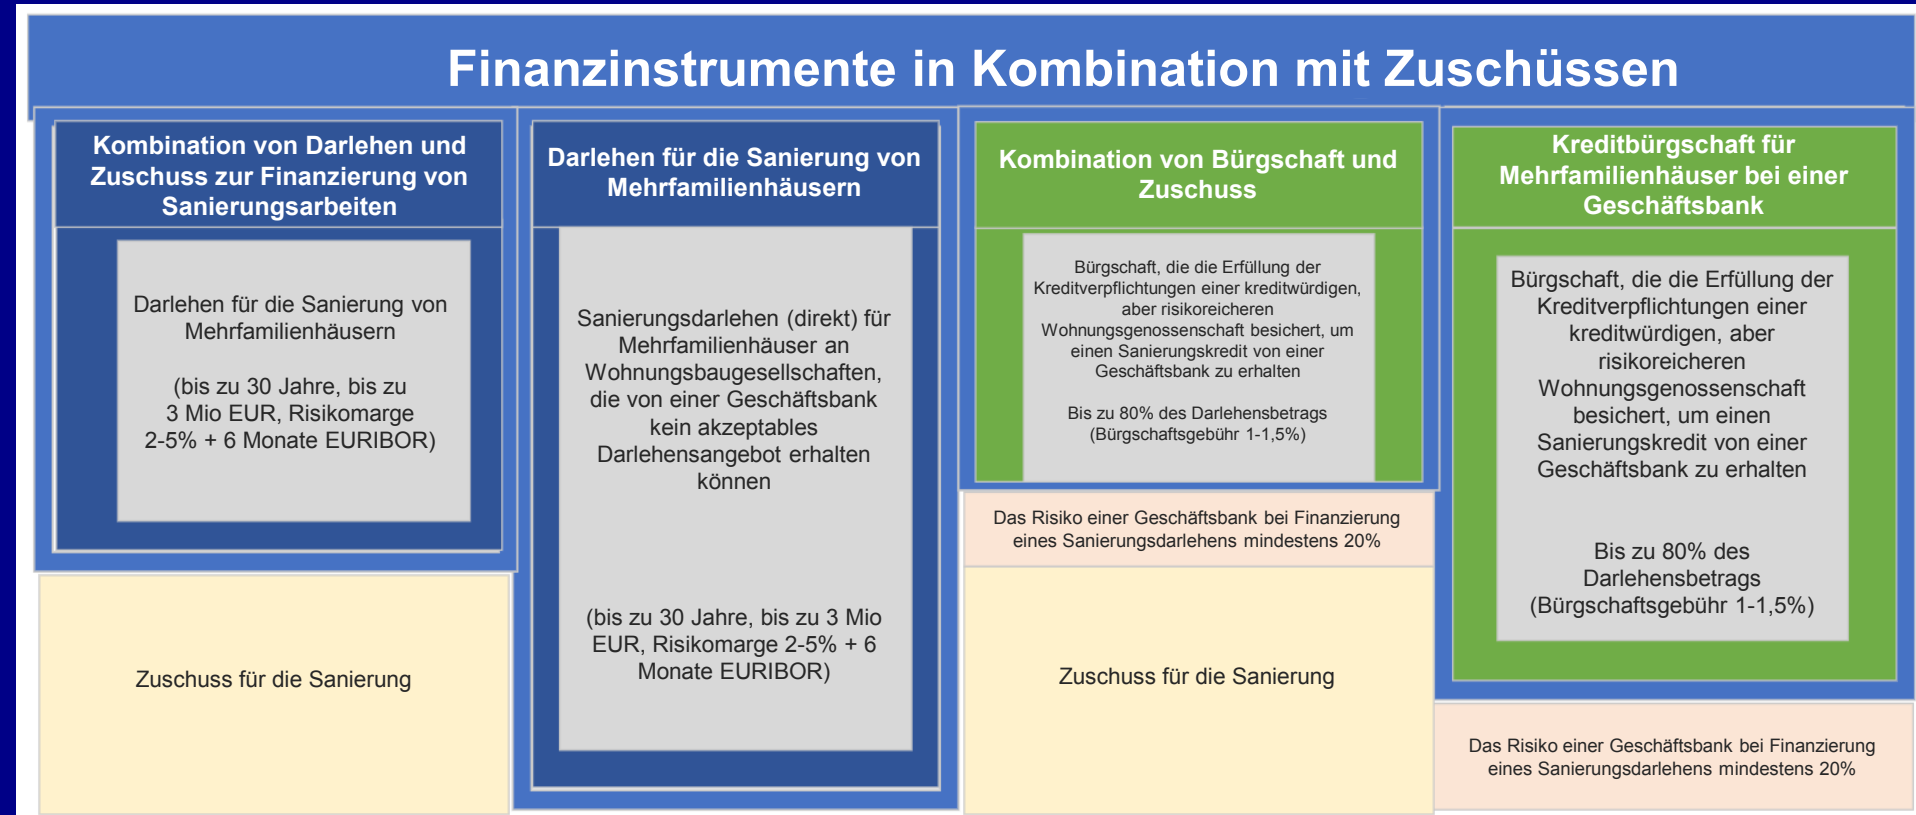 Finanzinstrumente in Kombination mit Zuschüssen
Kombination von Darlehen und
Zuschuss zur Finanzierung von
Sanierungsarbeiten
Darlehen für die Sanierung von
Mehrfamilienhäusern
(bis zu 30 Jahre, bis zu
3 Mio EUR, Risikomarge
2-5% + 6 Monate EURIBOR)
Zuschuss für die Sanierung
Darlehen für die Sanierung von
Mehrfamilienhäusern
Sanierungsdarlehen (direkt) für
Mehrfamilienhäuser an
Wohnungsbaugesellschaften,
die von einer Geschäftsbank
kein akzeptables
Darlehensangebot erhalten
können
(bis zu 30 Jahre, bis zu 3 Mio
EUR, Risikomarge 2-5% + 6
Monate EURIBOR)
Kombination von Bürgschaft und
Zuschuss
Bürgschaft, die die Erfüllung der
Kreditverpflichtungen einer kreditwürdigen,
aber risikoreicheren
Wohnungsgenossenschaft besichert, um
einen Sanierungskredit von einer
Geschäftsbank zu erhalten
Bis zu 80% des Darlehensbetrags
(Bürgschaftsgebühr 1-1,5%)
Das Risiko einer Geschäftsbank bei Finanzierung
eines Sanierungsdarlehens mindestens 20%
Zuschuss für die Sanierung
Kreditbürgschaft für
Mehrfamilienhäuser bei einer
Geschäftsbank
Bürgschaft, die die Erfüllung der
Kreditverpflichtungen einer
kreditwürdigen, aber
risikoreicheren
Wohnungsgenossenschaft
besichert, um einen
Sanierungskredit von einer
Geschäftsbank zu erhalten
Bis zu 80% des
Darlehensbetrags
(Bürgschaftsgebühr 1-1,5%)
Das Risiko einer Geschäftsbank bei Finanzierung
eines Sanierungsdarlehens mindestens 20%